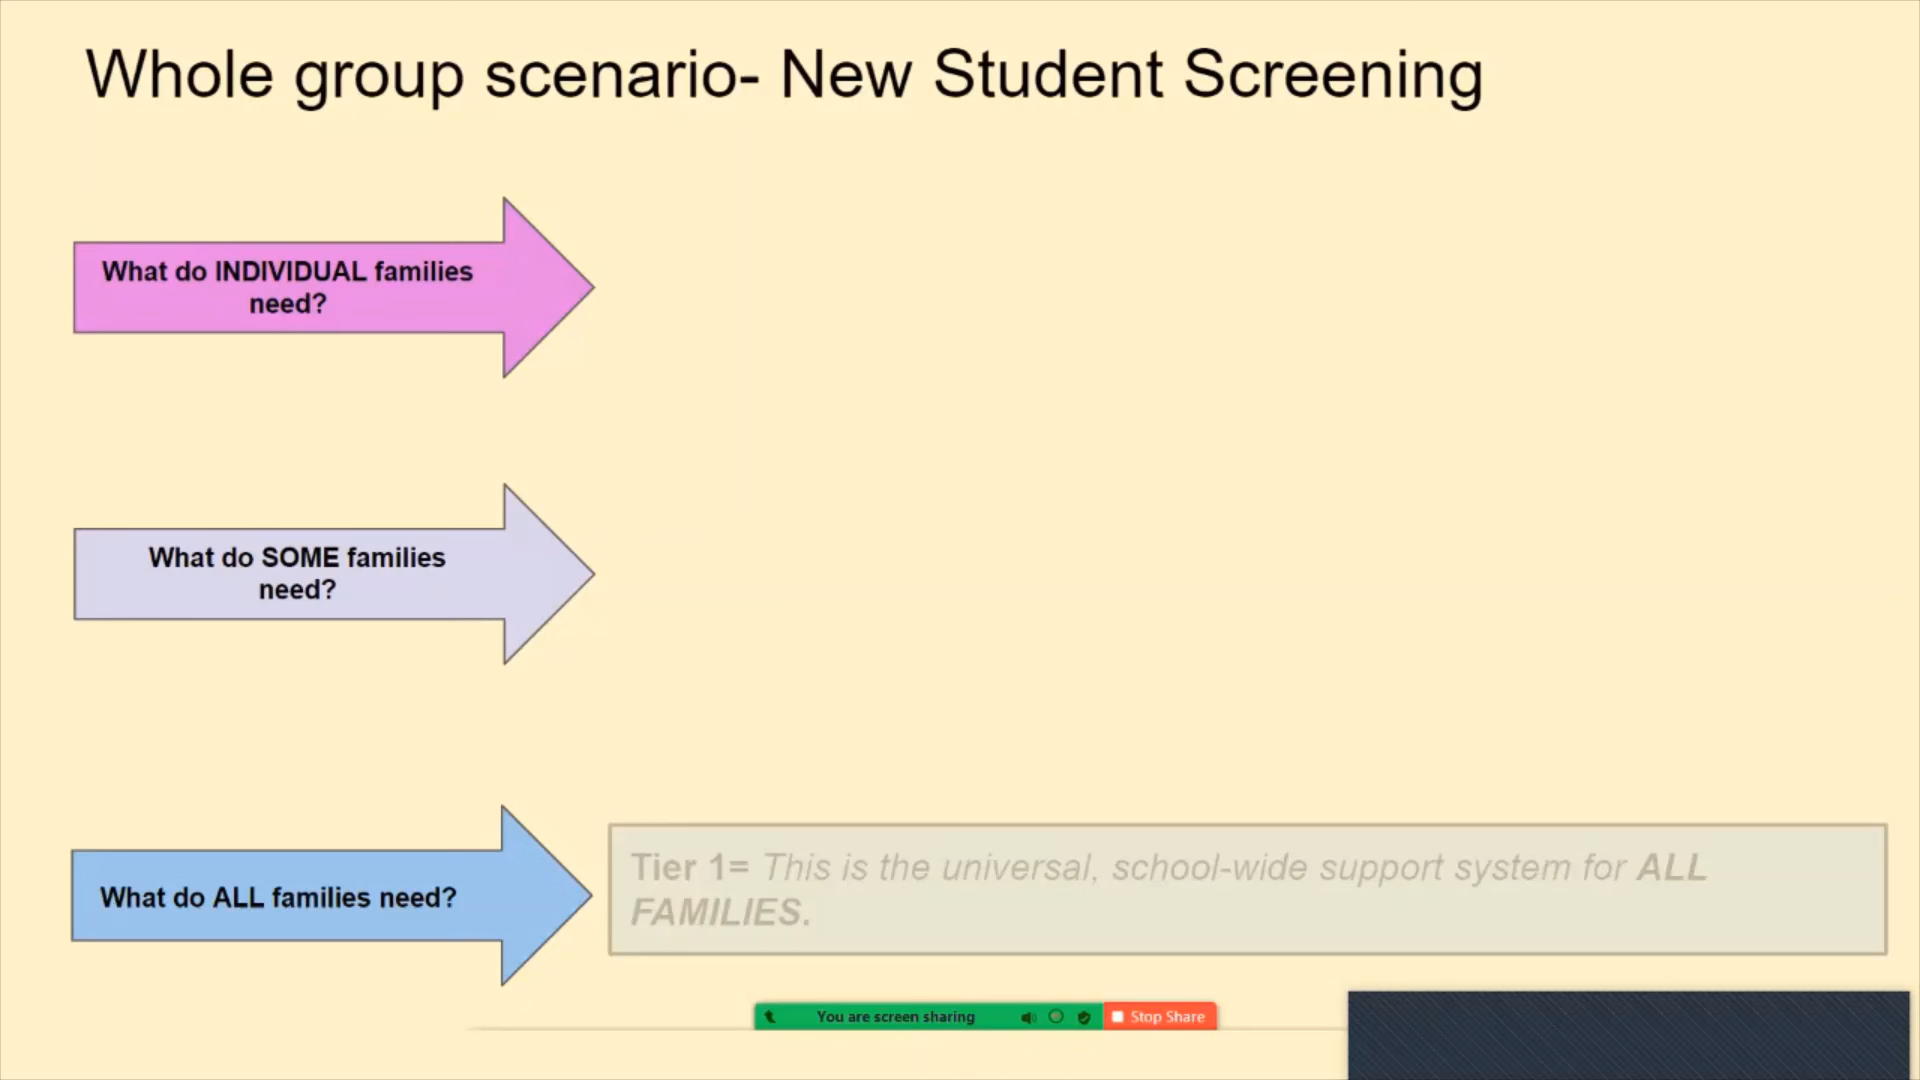 Whole group scenario- New Student Screening
What do INDIVIDUAL families
need?
What do SOME families
need?
What do ALL families need?
Tier 1= This is the universal, school-wide support system for ALL
FAMILIES.
You are screen sharing
Stop Share